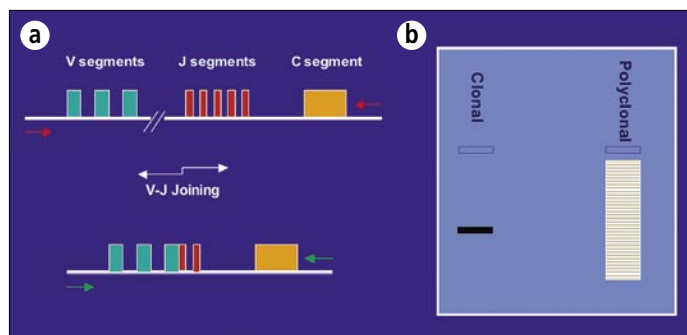 a
V segments
J segments
C segment
V-J Joining
b
Clonal
Polyclonal